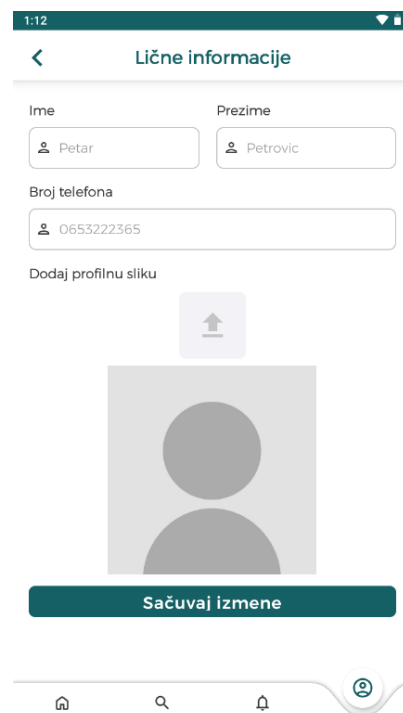 1:12
Lične informacije
Ime Prezime
Petar Petrovic
Broj telefona
0653222365
Dodaj profilnu sliku
Sačuvaj izmene